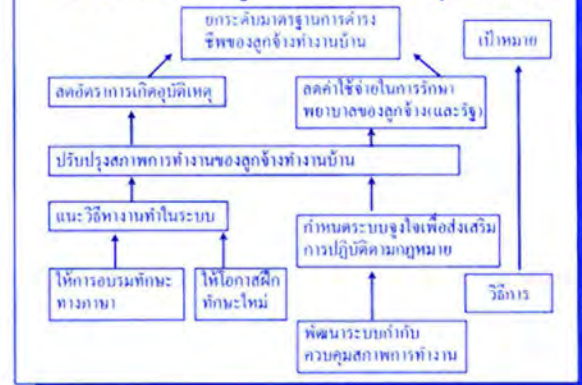 ยกระดับมาตรฐานการดำรง
ชีพของลูกจ้างทำงานบ้าน
เป้าหมาย
ลดอัตราการเกิดอุบัติเหตุ
ลดค่าใช้จ่ายในการรักษา
พยาบาลของลูกจ้าง(และรัฐ)
ปรับปรุงสภาพการทำงานของลูกจ้างทำงานบ้าน
แนะวิธีหางานทำในระบบ
กำหนดระบบจูงใจเพื่อส่งเสริม
การปฏิบัติตามกฎหมาย
ให้การอบรมทักษะ
ทางภาษา
ให้โอกาสฝึก
ทักษะใหม่
วิธีการ
พัฒนาระบบกำกับ
ควบคุมสภาพการทำงาน